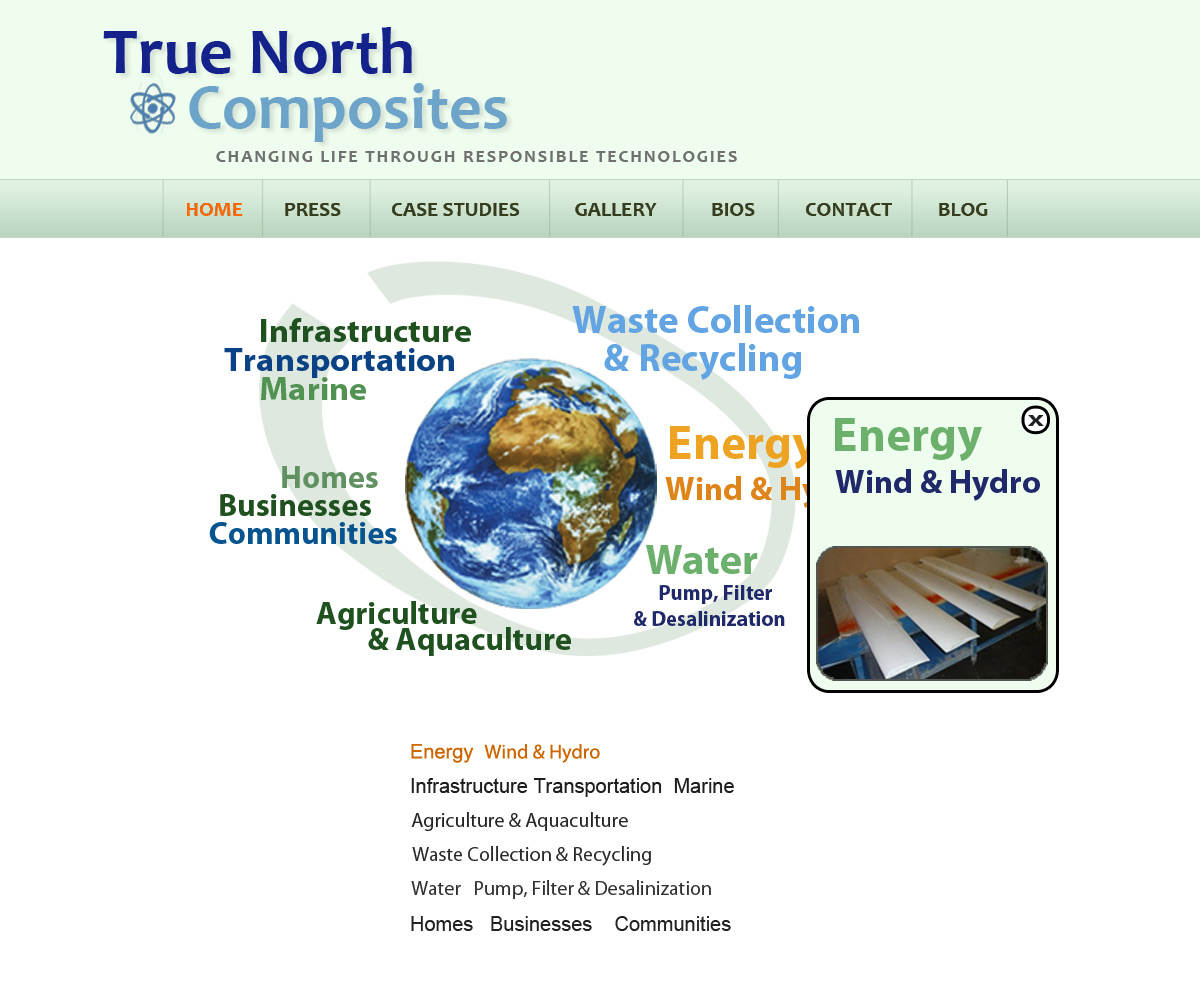 True North
Composites
CHANGING LIFE THROUGH RESPONSIBLE TECHNOLOGIES
HOME PRESS CASE STUDIES GALLERY BIOS CONTACT BLOG
Infrastructure
Transportation
Marine
Waste Collection
& Recycling
Energy
Wind & Hy
Homes
Businesses
Communities
Water
Pump, Filter
& Desalinization
Agriculture
& Aquaculture
x
Energy
Wind & Hydro
Energy Wind & Hydro
Infrastructure Transportation Marine
Agriculture & Aquaculture
Waste Collection & Recycling
Water Pump, Filter & Desalinization
Homes Businesses Communities